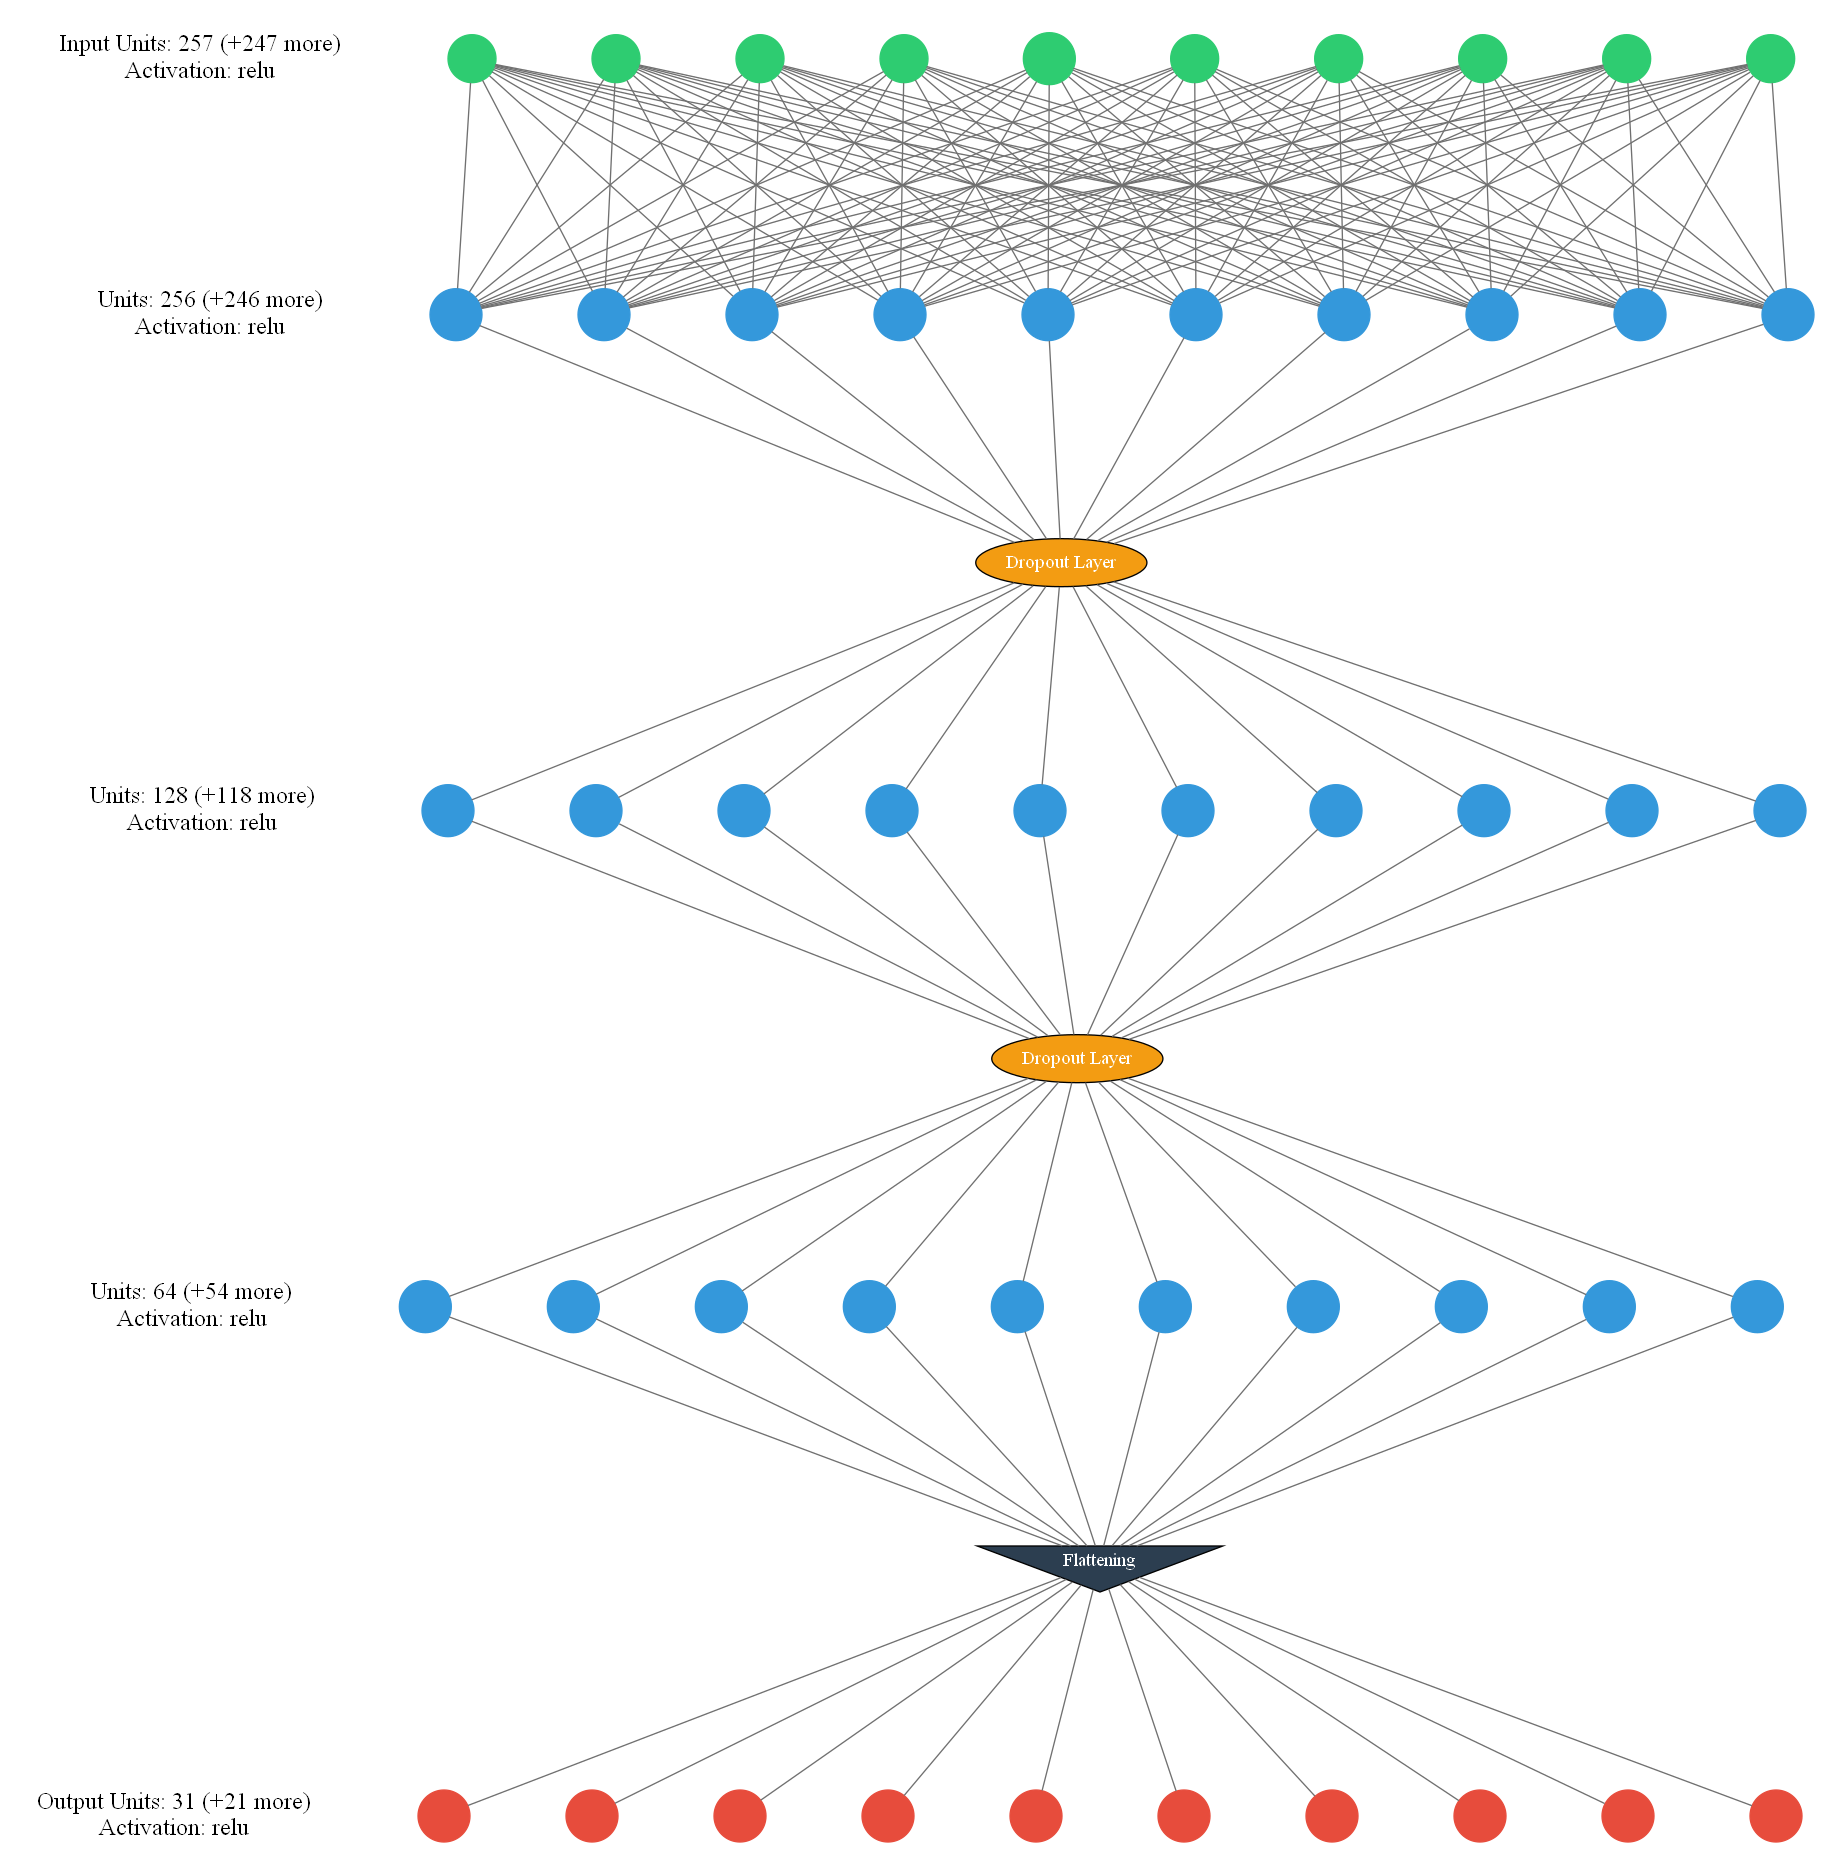 Input Units: 257 (+247 more)
Activation: relu
Units: 256 (+246 more)
Activation: relu
Dropout Layer
Units: 128 (+118 more)
Activation: relu
Dropout Layer
Units: 64 (+54 more)
Activation: relu
Flattening
Output Units: 31 (+21 more)
Activation: relu